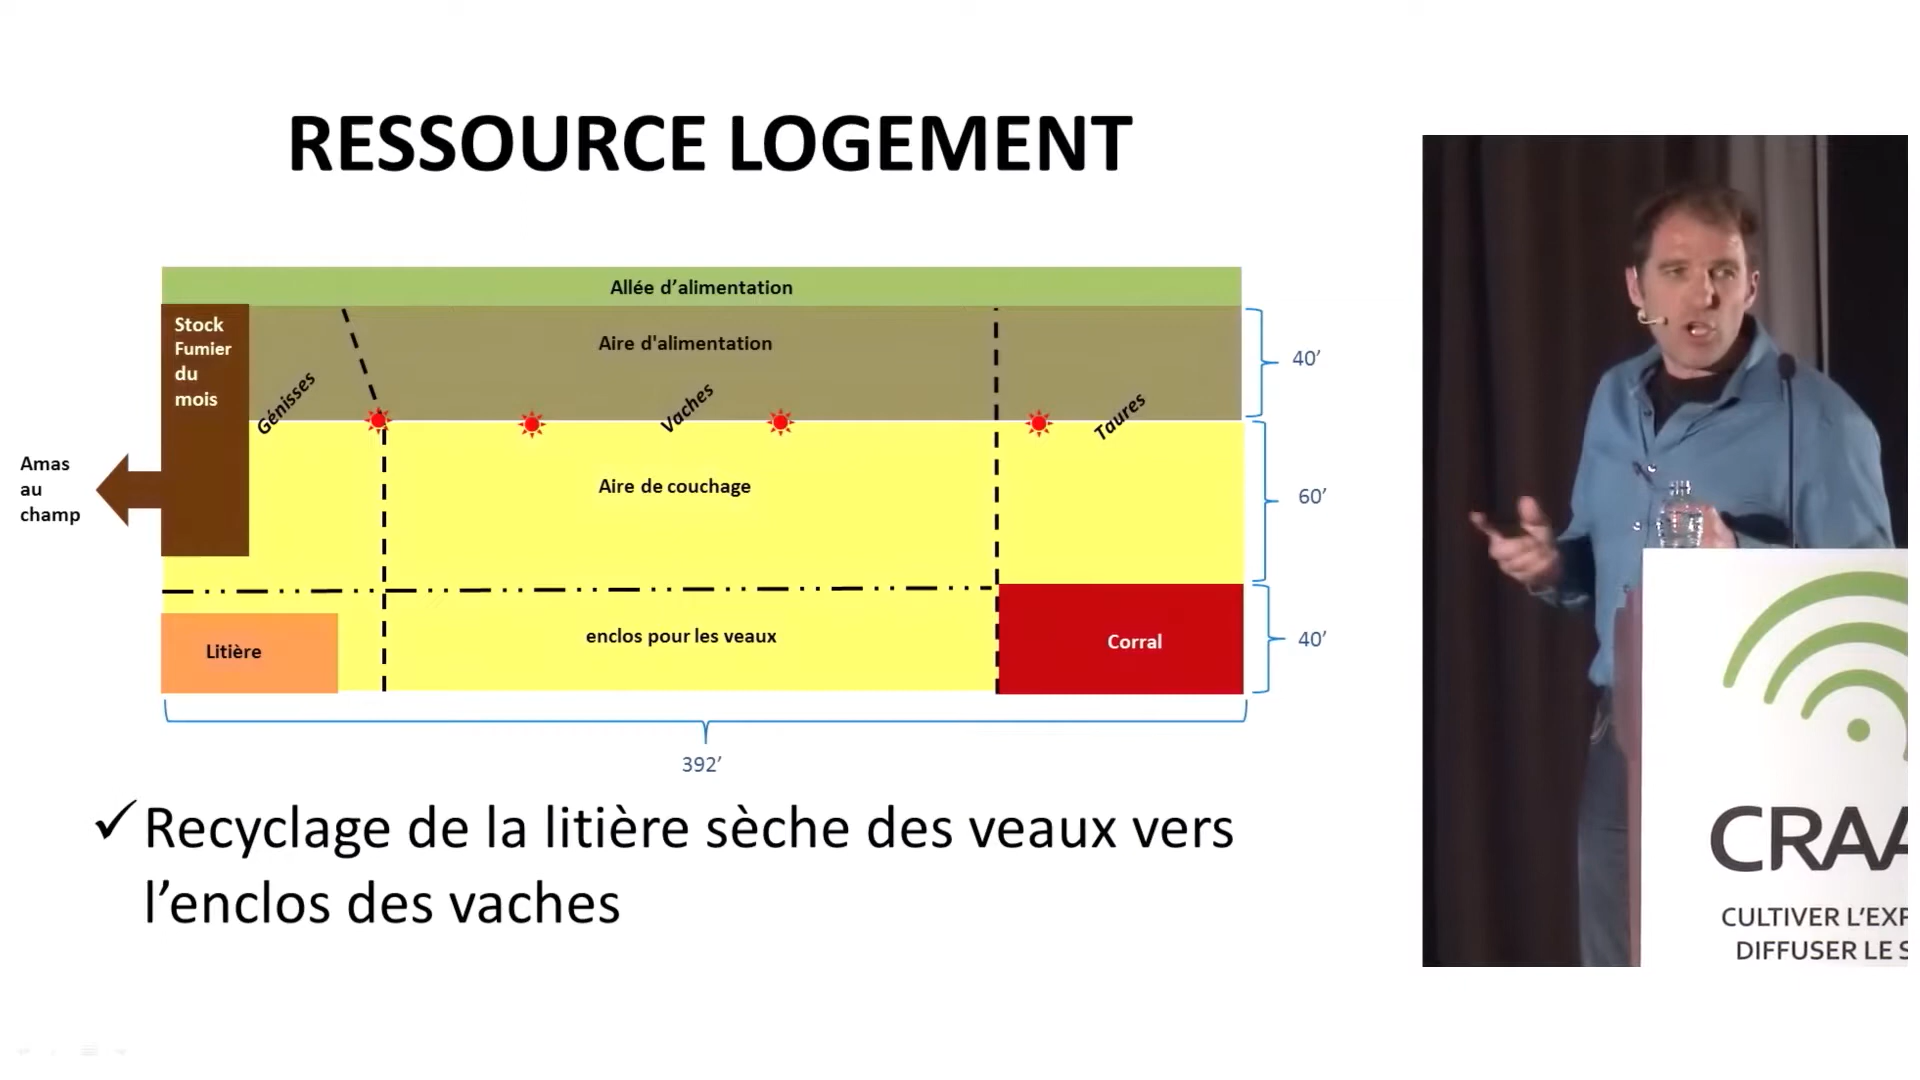 RESSOURCE LOGEMENT
Allée d’alimentation
Stock
Fumier
du
mois
Aire d'alimentation
40’
Génisses
Vaches
Taures
Amas
au
champ
Aire de couchage
60’
Litière
enclos pour les veaux
Corral
40’
392’
✓Recyclage de la litière sèche des veaux vers
l’enclos des vaches
CULTIVER L’EXP
DIFFUSER LE S